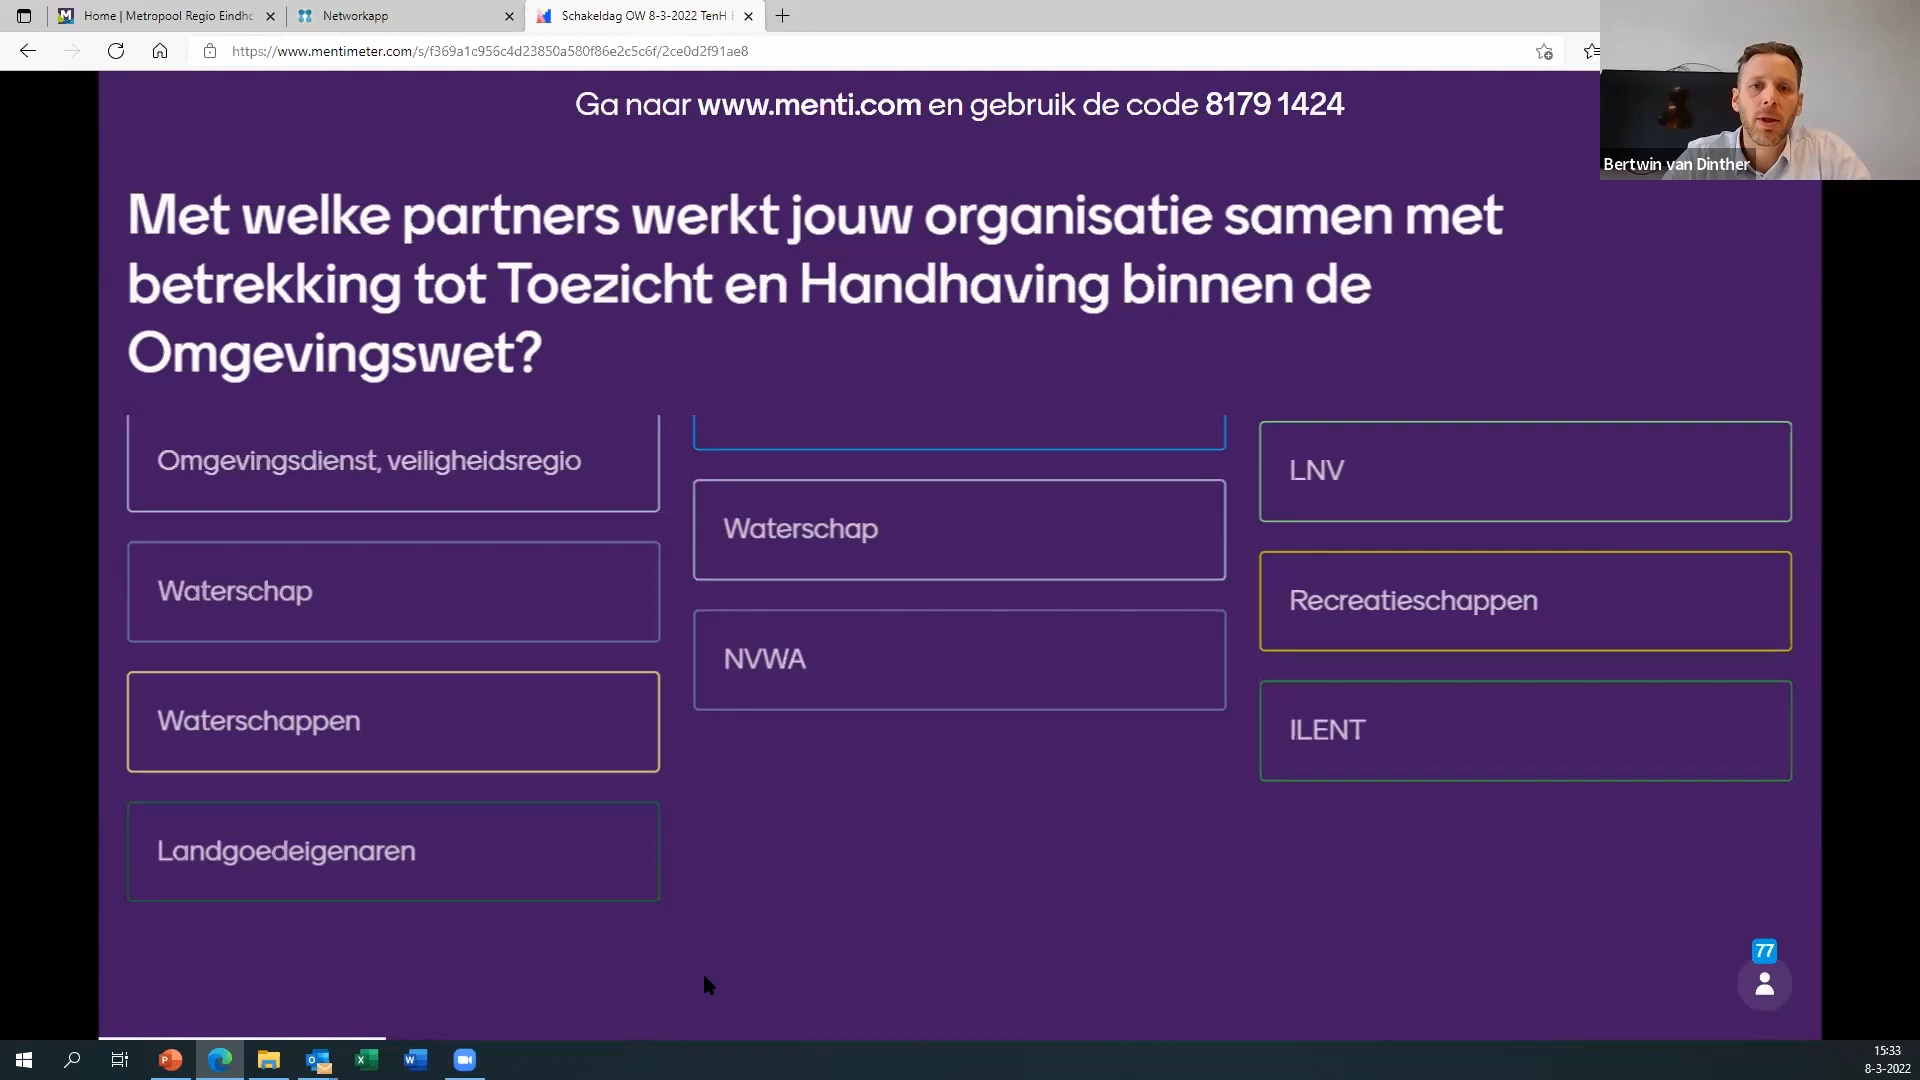 Home | Metropool Regio Eindho
Networkapp
Schakeldag OW 8-3-2022 TenH
https://www.mentimeter.com/s/f369a1c956c4d23850a580f86e2c5c6f/2ce0d2f91ae8
Bertwin van Dinther
Ga naar www.menti.com en gebruik de code 8179 1424
Met welke partners werkt jouw organisatie samen met
betrekking tot Toezicht en Handhaving binnen de
Omgevingswet?
Omgevingsdienst, veiligheidsregio
Waterschap
Waterschappen
Landgoedeigenaren
Waterschap
NVWA
LNV
Recreatieschappen
ILENT
77
15:33
8-3-2022